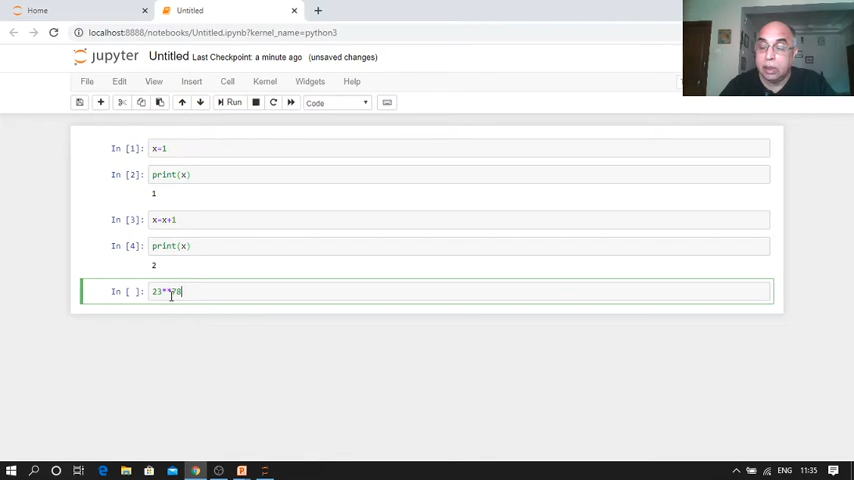 Home
Untitled
localhost:8888/notebooks/Untitled.ipynb?kernel_name=python3
jupyter Untitled Last Checkpoint: a minute ago (unsaved changes)
File Edit View Insert Cell Kernel Widgets Help
Run Code
In [1]: x=1
In [2]: print(x)
1
In [3]: x=x+1
In [4]: print(x)
2
In [ ]: 23**78
ENG 11:35